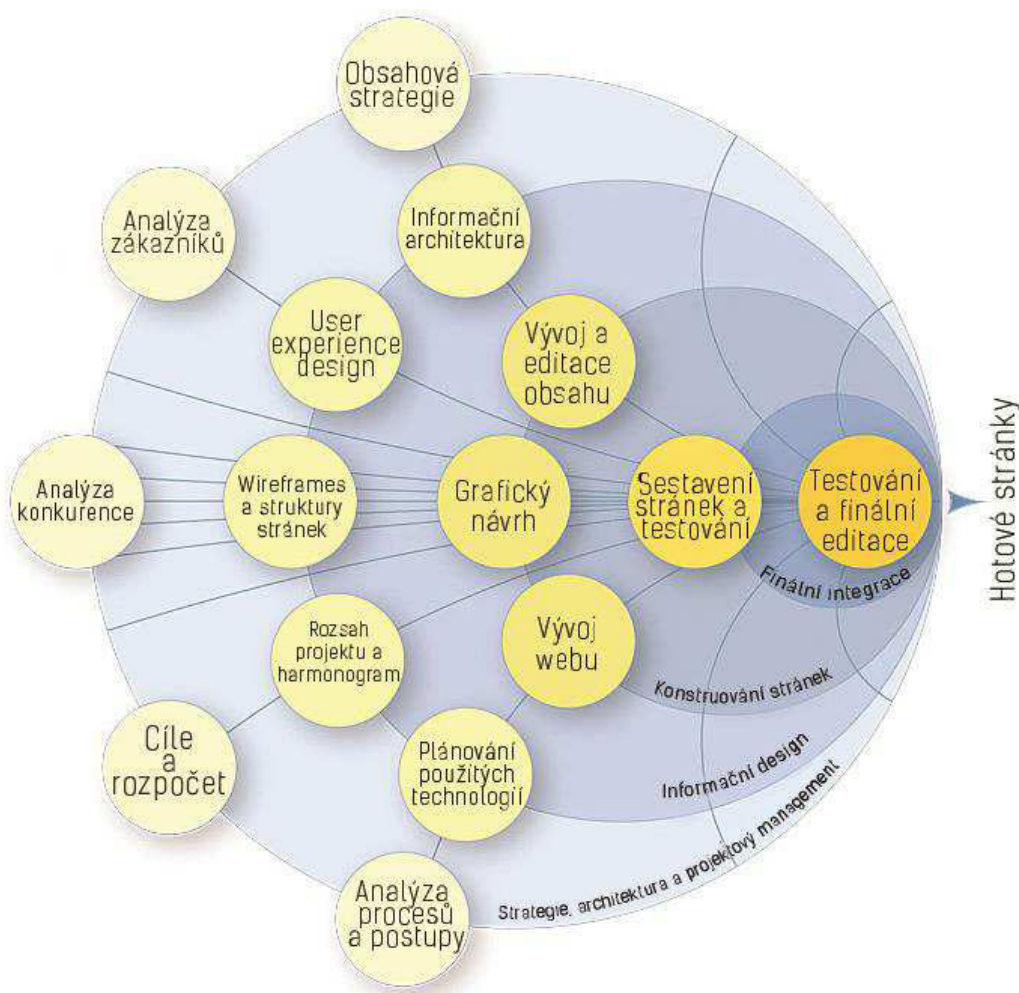 Obsahová
strategie
Analýza
zákazníků
Informační
architektura
User
experience
design
Vývoj a
editace
obsahu
Analýza
konkurence
Wireframes
a struktury
stránek
Grafický
návrh
Sestavení
stránek a
testování
Testování
a finální
editace
Hotové stránky
Finální integrace
Rozsah
projektu a
harmonogram
Vývoj
webu
Konstruování stránek
Cíle
a
rozpočet
Plánování
použitých
technologií
Informační design
Analýza
procesů
a postupy
Strategie, architektura a projektový management